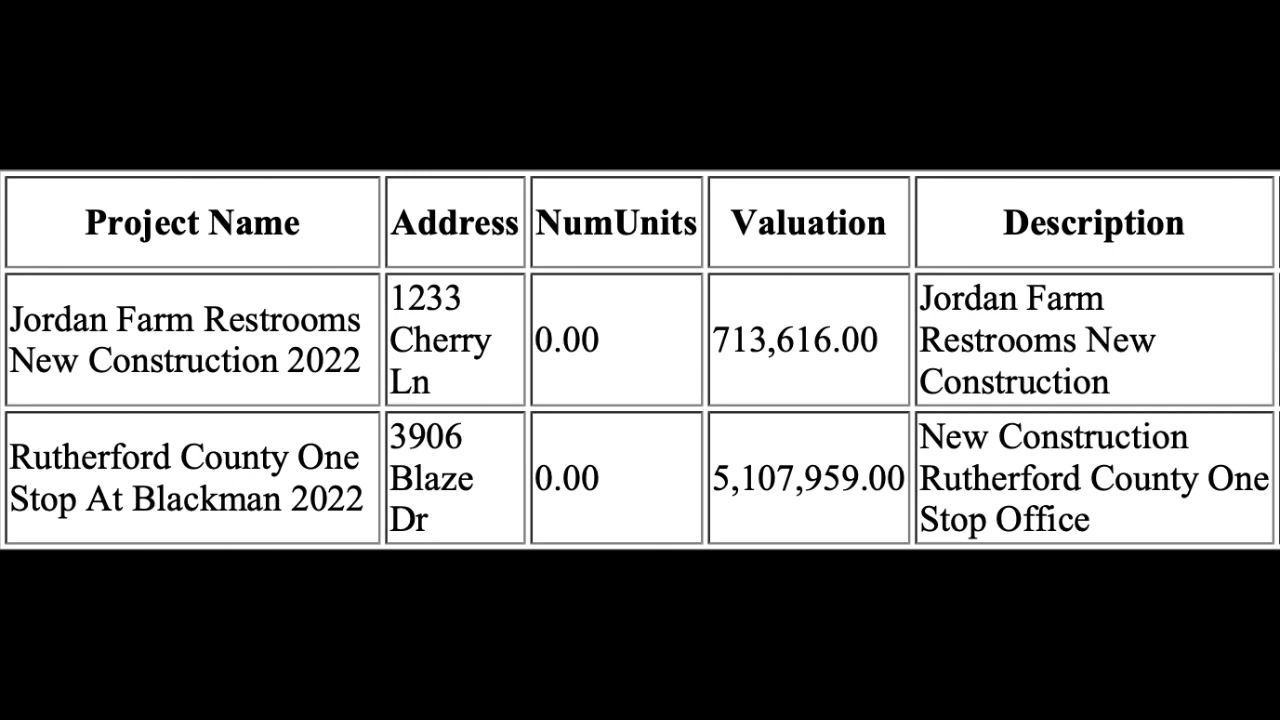 Project Name Address NumUnits Valuation Description
Jordan Farm Restrooms
New Construction 2022
1233
Cherry
Ln
0.00
713,616.00
Jordan Farm
Restrooms New
Construction
Rutherford County One
Stop At Blackman 2022
3906
Blaze
Dr
0.00
5,107,959.00
New Construction
Rutherford County One
Stop Office